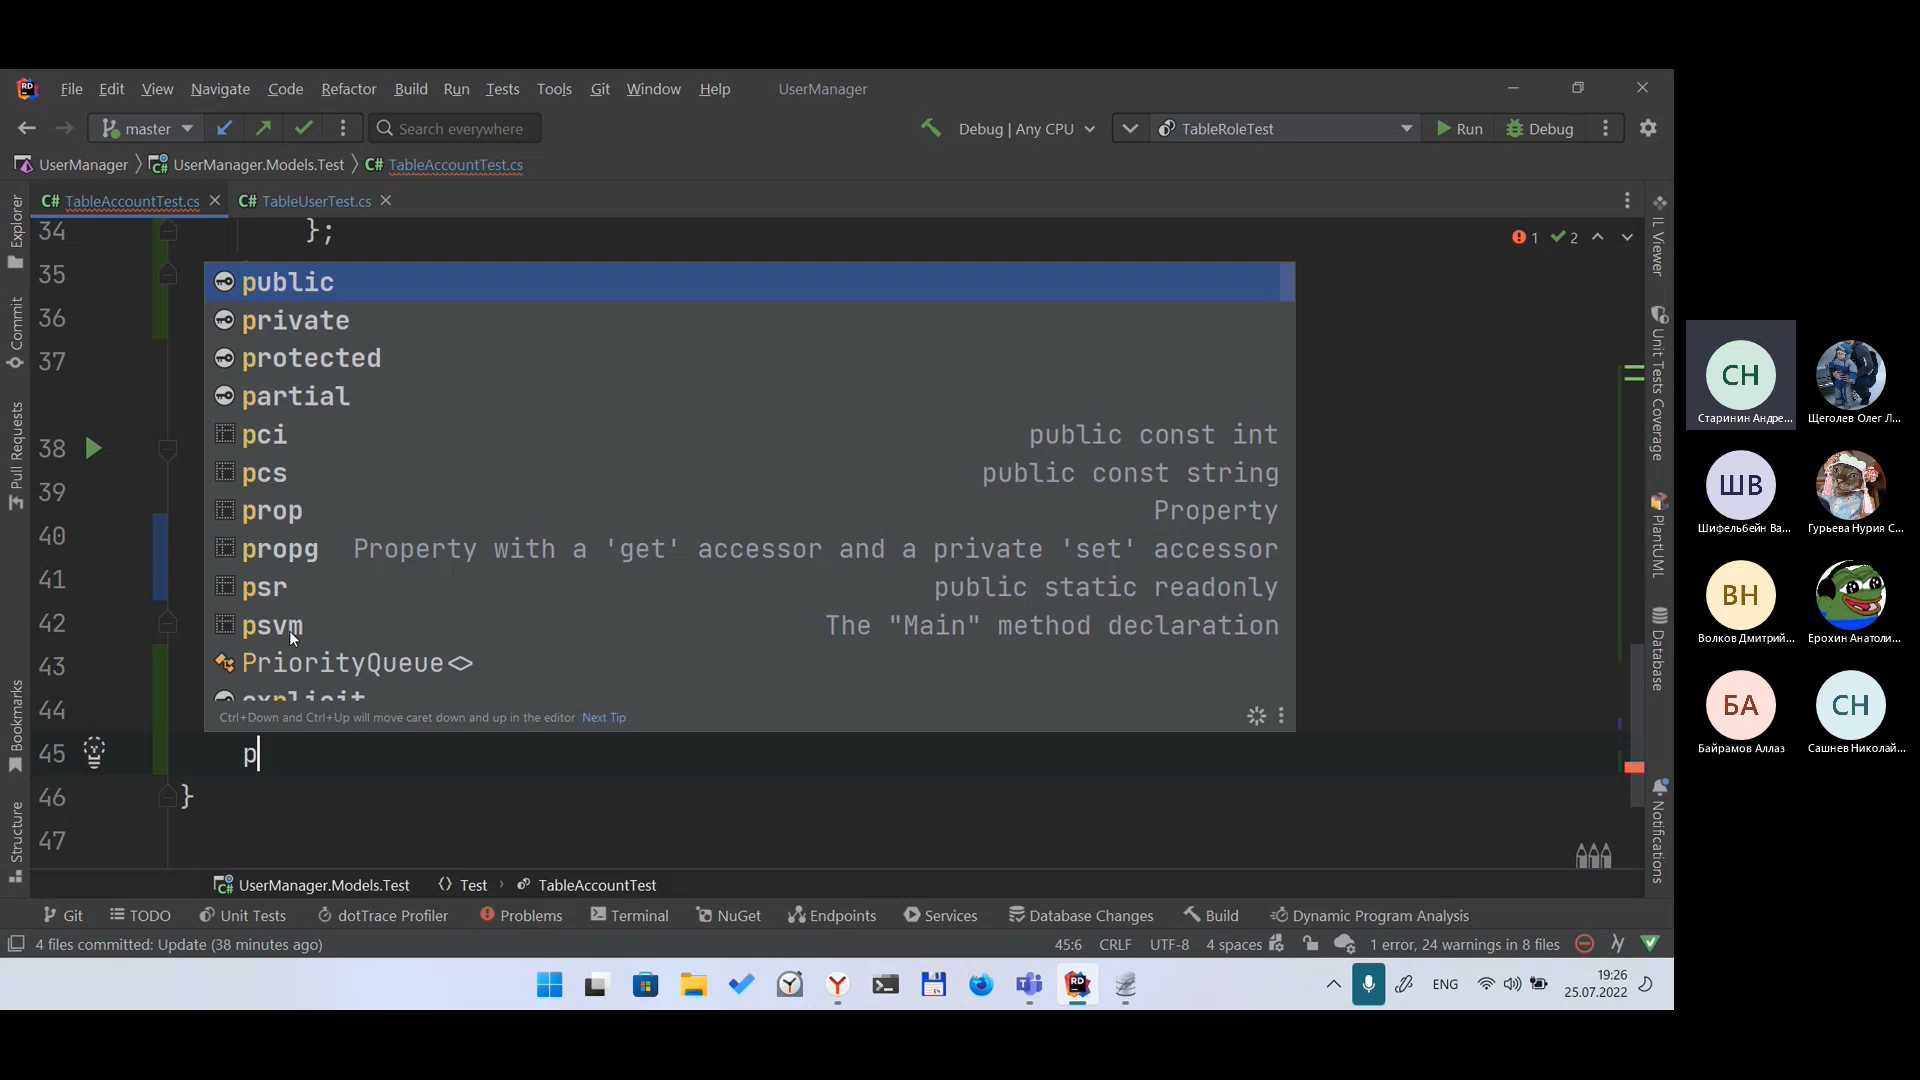 RD File Edit View Navigate Code Refactor Build Run Tests Tools Git Window Help UserManager
master Search everywhere Debug | Any CPU TableRoleTest Run Debug
UserManager UserManager.Models.Test C# TableAccountTest.cs
C# TableAccountTest.cs C# TableUserTest.cs
34 };
1 2
35
36
37
38
39
40
41
42
43
44
public
private
protected
partial
pci public const int
pcs public const string
prop Property
propg Property with a 'get' accessor and a private 'set' accessor
psr public static readonly
psvm The "Main" method declaration
PriorityQueue<>
explicit
Ctrl+Down and Ctrl+Up will move caret down and up in the editor Next Tip
45 p
46 }
47
Explorer
Commit
Pull Requests
Bookmarks
Structure
IL Viewer
Unit Tests Coverage
PlantUML
Database
Notifications
UserManager.Models.Test Test TableAccountTest
Git TODO Unit Tests dotTrace Profiler Problems Terminal NuGet Endpoints Services Database Changes Build Dynamic Program Analysis
4 files committed: Update (38 minutes ago) 45:6 CRLF UTF-8 4 spaces 1 error, 24 warnings in 8 files
ENG 19:26
25.07.2022
СН
Старинин Андре... Щеголев Олег Л...
ШВ
Шифельбейн Ва... Гурьева Нурия С...
ВН
Волков Дмитрий... Ерохин Анатоли...
БА СН
Байрамов Аллаз Сашнев Николай...